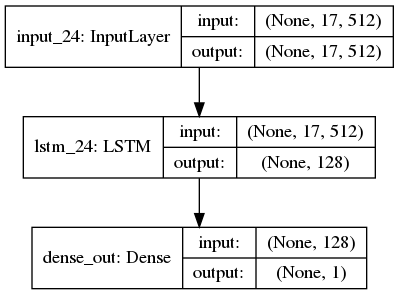 input_24: InputLayer
input: (None, 17, 512)
output: (None, 17, 512)
lstm_24: LSTM
input: (None, 17, 512)
output: (None, 128)
dense_out: Dense
input: (None, 128)
output: (None, 1)